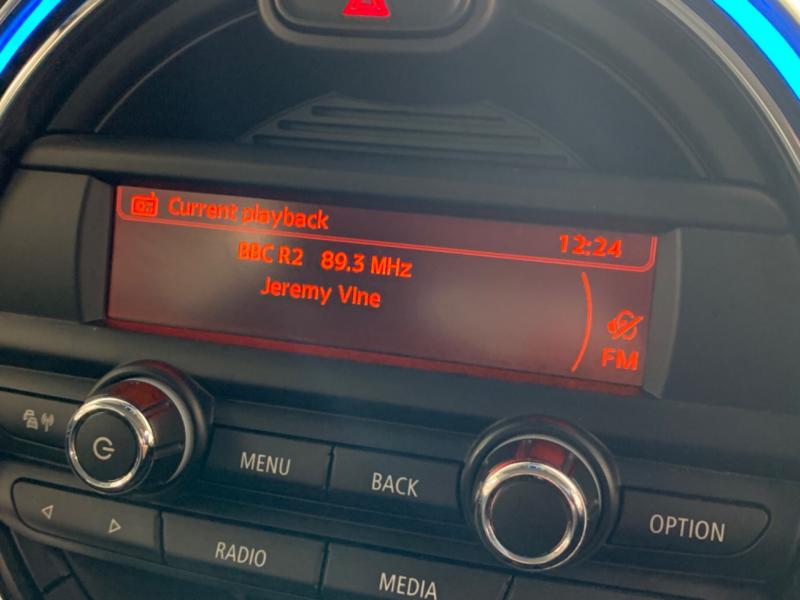 Current playback
12:24
BBC R2 89.3 MHz
Jeremy Vine
FM
MENU
BACK
OPTION
RADIO
MEDIA